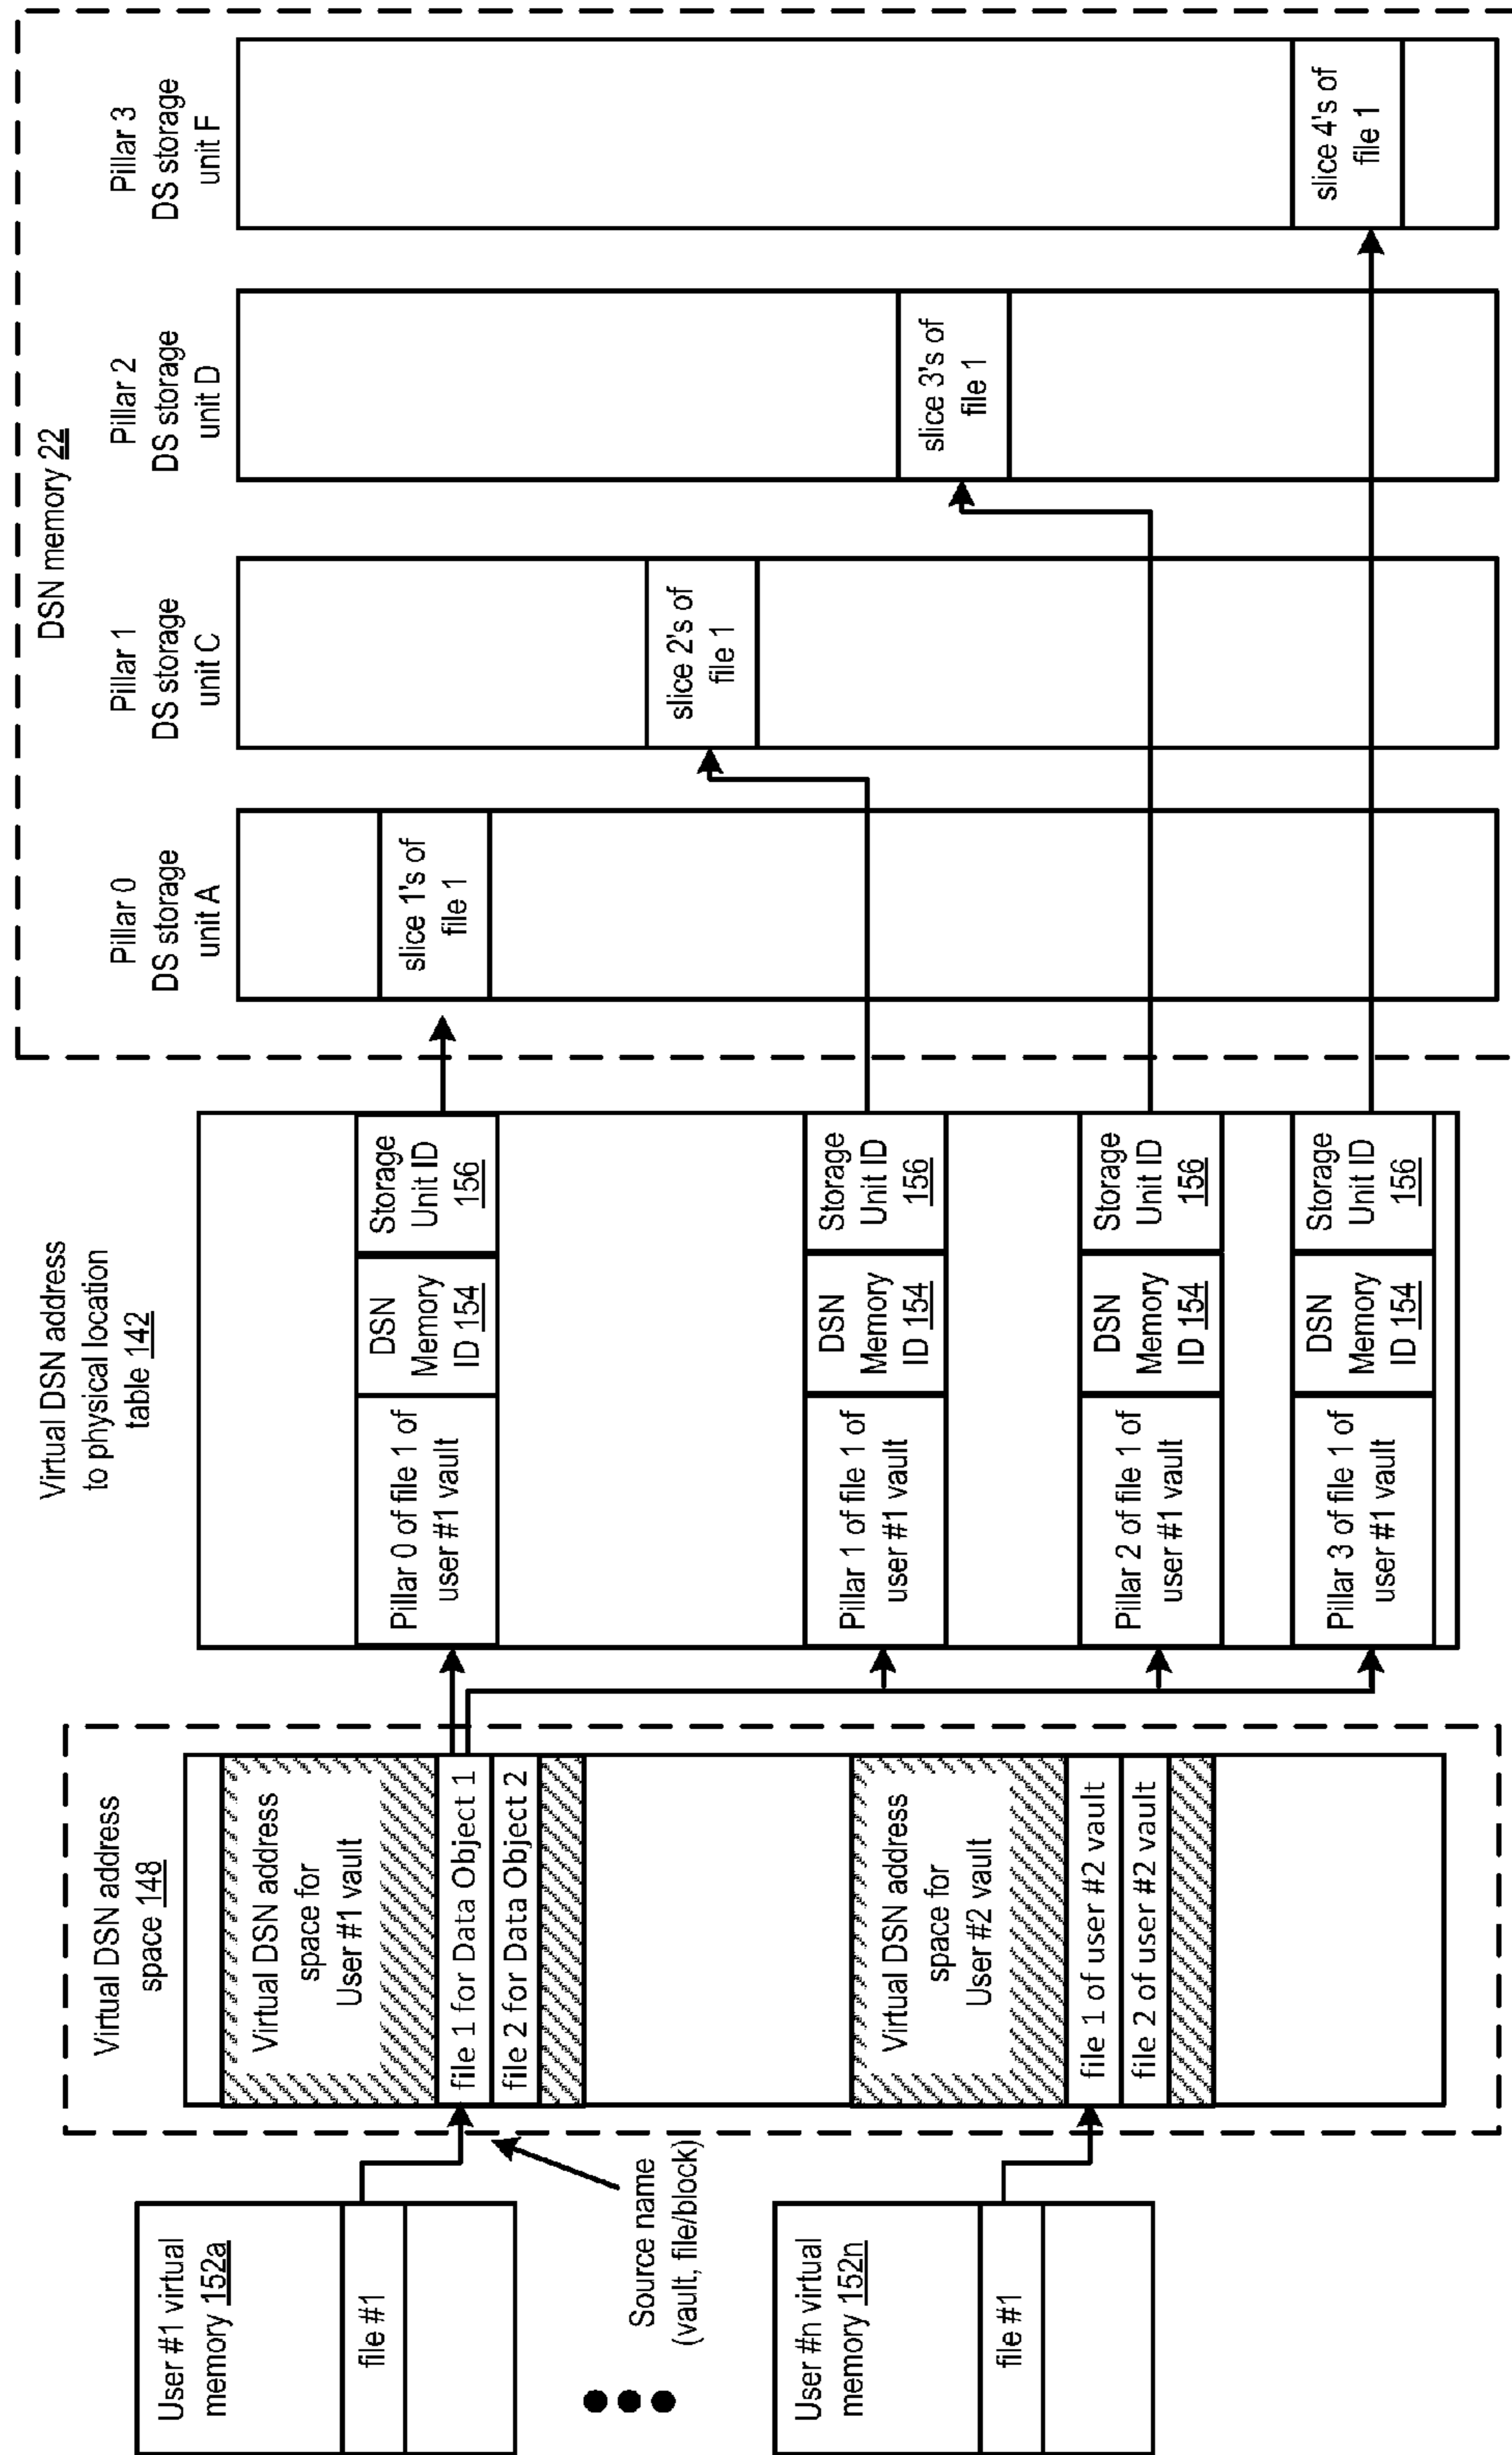 User #1 virtual
memory 152a
file #1
Source name
(vault, file/block)
User #n virtual
memory 152n
file #1
Virtual DSN address
space 148
Virtual DSN address
space for
User #1 vault
file 1 for Data Object 1
file 2 for Data Object 2
Virtual DSN address
space for
User #2 vault
file 1 of user #2 vault
file 2 of user #2 vault
Virtual DSN address
to physical location
table 142
Pillar 0 of file 1 of
user #1 vault
DSN
Memory
ID 154
Storage
Unit ID
156
Pillar 1 of file 1 of
user #1 vault
DSN
Memory
ID 154
Storage
Unit ID
156
Pillar 2 of file 1 of
user #1 vault
DSN
Memory
ID 154
Storage
Unit ID
156
Pillar 3 of file 1 of
user #1 vault
DSN
Memory
ID 154
Storage
Unit ID
156
DSN memory 22
Pillar 0
DS storage
unit A
slice 1's of
file 1
Pillar 1
DS storage
unit C
slice 2's of
file 1
Pillar 2
DS storage
unit D
slice 3's of
file 1
Pillar 3
DS storage
unit F
slice 4's of
file 1